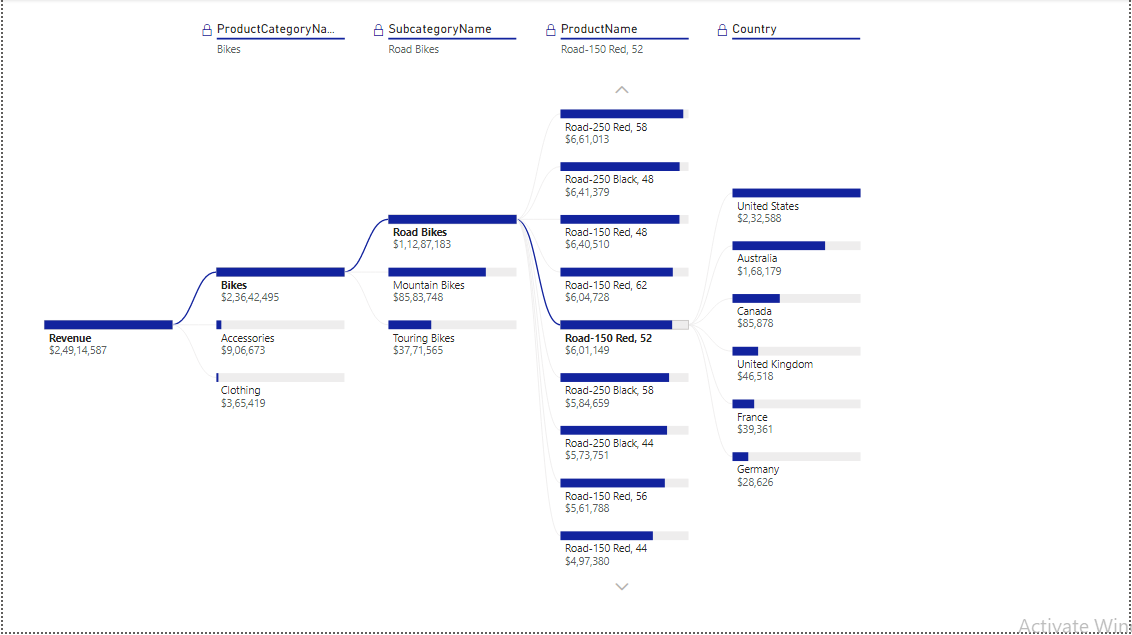 ProductCategoryNa...
Bikes
SubcategoryName
Road Bikes
ProductName
Road-150 Red, 52
Country
Revenue
$2,49,14,587
Bikes
$2,36,42,495
Accessories
$9,06,673
Clothing
$3,65,419
Road Bikes
$1,12,87,183
Mountain Bikes
$85,83,748
Touring Bikes
$37,71,565
Road-250 Red, 58
$6,61,013
Road-250 Black, 48
$6,41,379
Road-150 Red, 48
$6,40,510
Road-150 Red, 62
$6,04,728
Road-150 Red, 52
$6,01,149
Road-250 Black, 58
$5,84,659
Road-250 Black, 44
$5,73,751
Road-150 Red, 56
$5,61,788
Road-150 Red, 44
$4,97,380
United States
$2,32,588
Australia
$1,68,179
Canada
$85,878
United Kingdom
$46,518
France
$39,361
Germany
$28,626
Activate Win